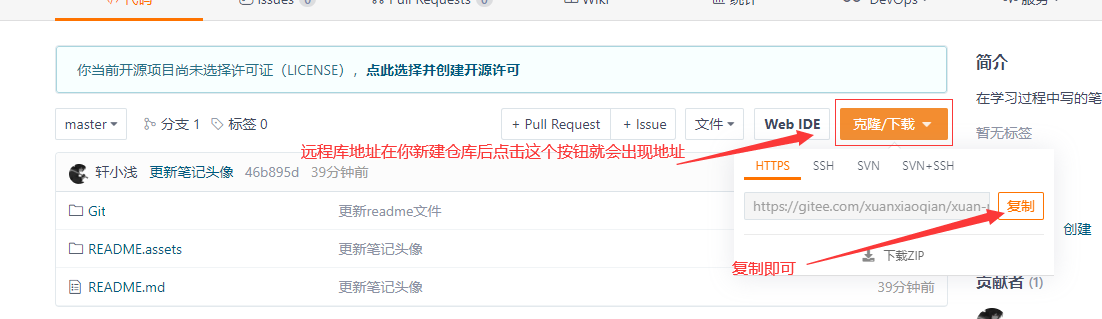 代码 Issues 0 Pull Requests 0 Wiki 统计 DevOps 服务
你当前开源项目尚未选择许可证（LICENSE），点此选择并创建开源许可
简介
在学习过程中写的笔
暂无标签
master 分支 1 标签 0 + Pull Request + Issue 文件 Web IDE 克隆/下载
远程库地址在你新建仓库后点击这个按钮就会出现地址
轩小浅 更新笔记头像 46b895d 39分钟前
HTTPS SSH SVN SVN+SSH
Git 更新readme文件
https://gitee.com/xuanxiaoqian/xuan- 复制
创建
README.assets 更新笔记头像
下载ZIP
复制即可
README.md 更新笔记头像 39分钟前
贡献者 (1)